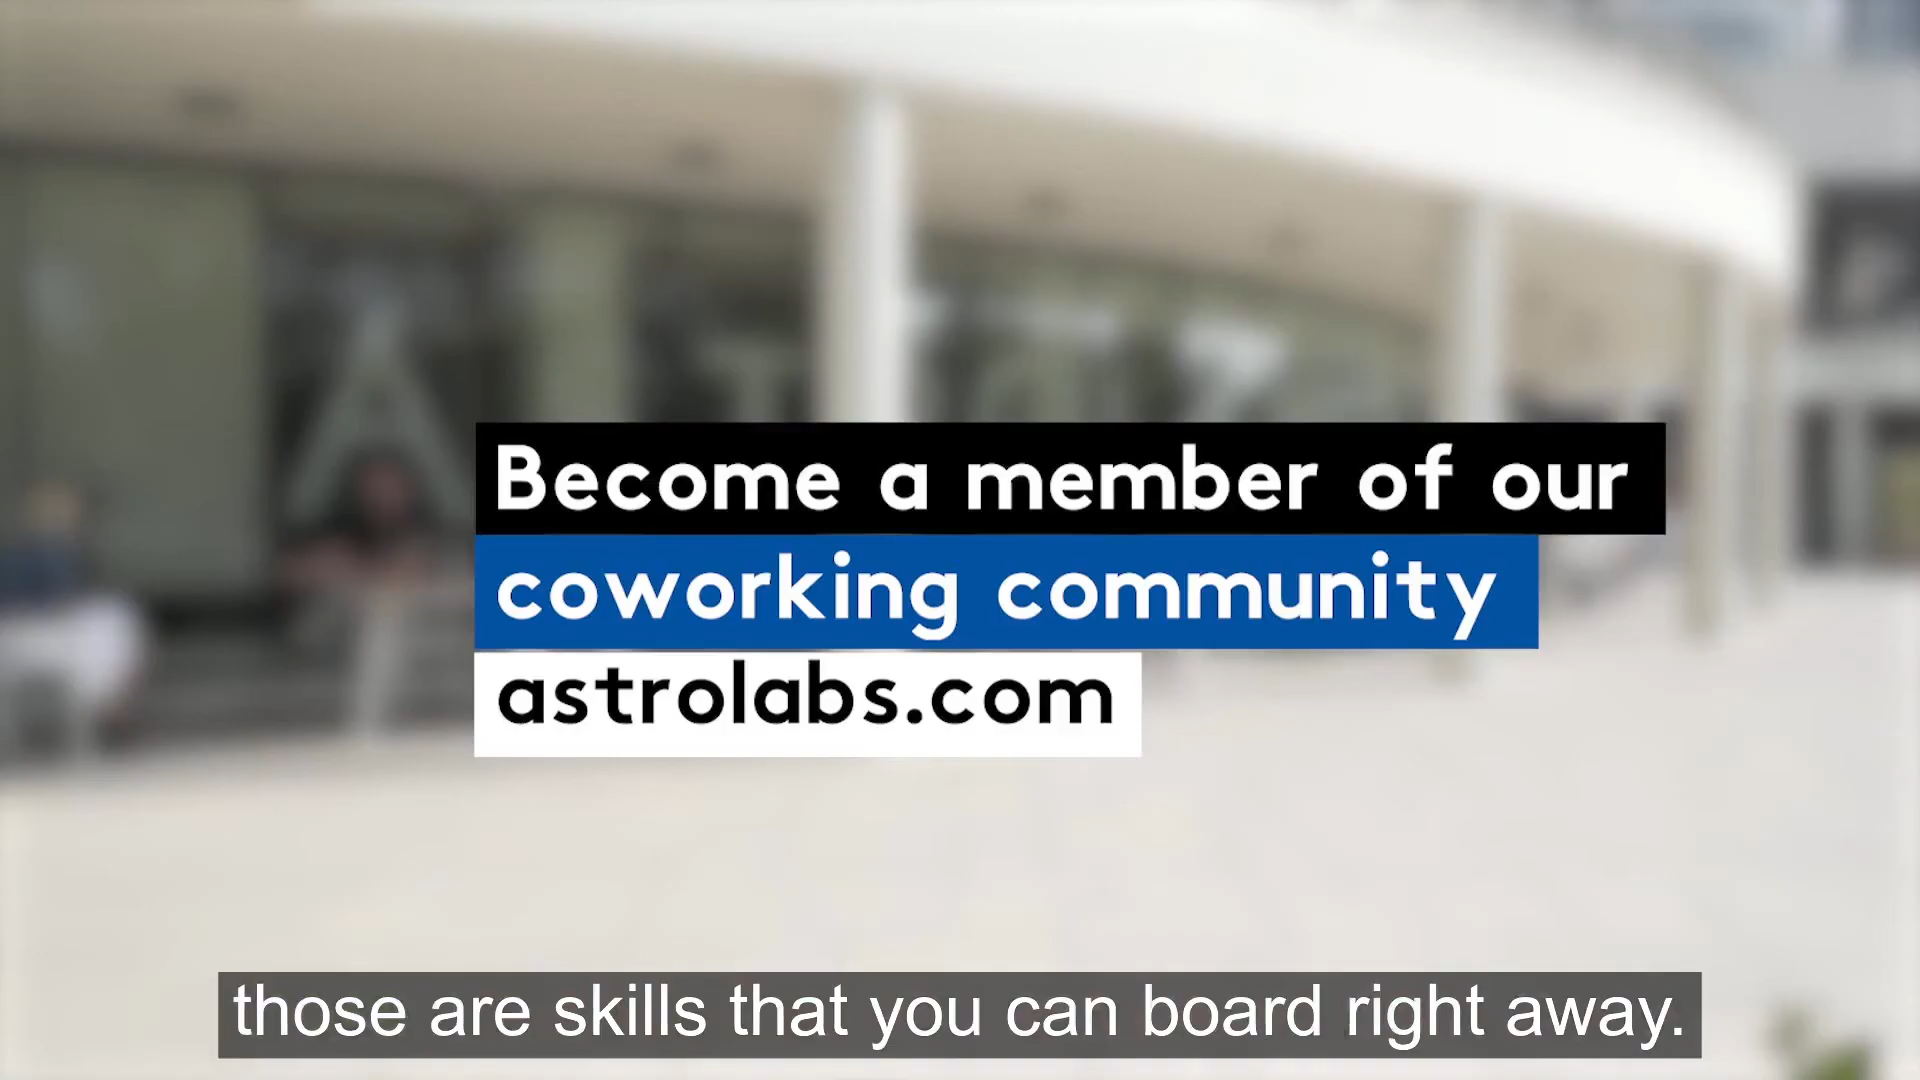 Become a member of our
coworking community
astrolabs.com
those are skills that you can board right away.